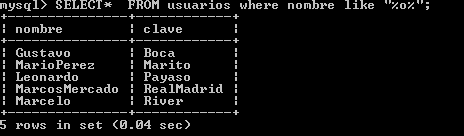 mysql> SELECT*  FROM usuarios where nombre like "%o%";
+--------------+------------+
| nombre       | clave      |
+--------------+------------+
| Gustavo      | Boca       |
| MarioPerez   | Marito     |
| Leonardo     | Payaso     |
| MarcosMercado | RealMadrid |
| Marcelo      | River      |
+--------------+------------+
5 rows in set (0.04 sec)